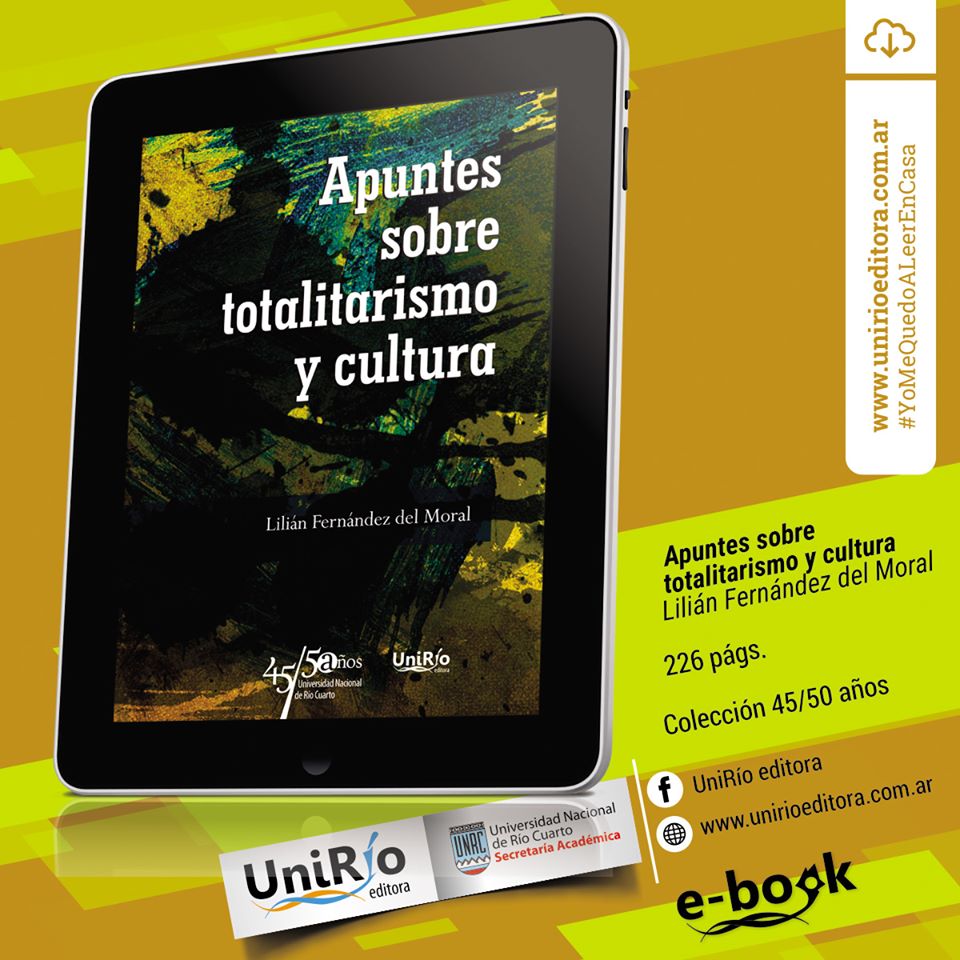 Apuntes
sobre
totalitarismo
y cultura
Lilián Fernández del Moral
45/50 años
Universidad Nacional
de Río Cuarto
UniRío
editora
www.unirioeditora.com.ar
#YoMeQuedoALeerEnCasa
Apuntes sobre
totalitarismo y cultura
Lilián Fernández del Moral
226 págs.
Colección 45/50 años
f UniRío editora
www.unirioeditora.com.ar
UniRío
editora
UNRC
Universidad Nacional
de Río Cuarto
Secretaría Académica
e-book